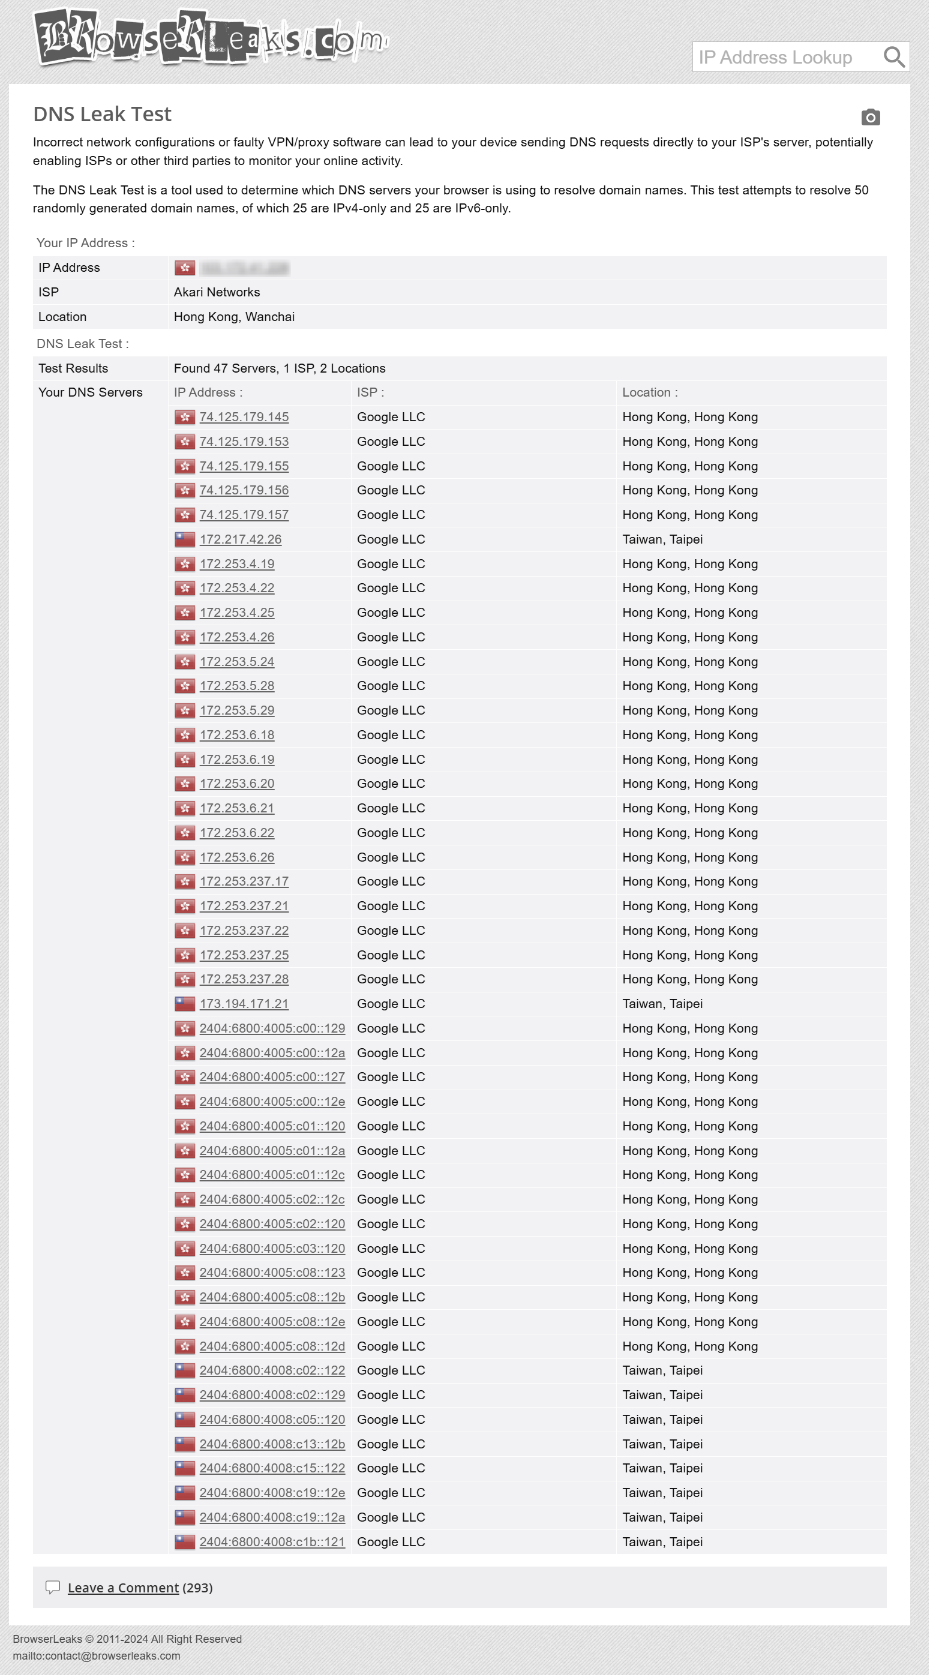 BROwseRLeaks.com
IP Address Lookup
DNS Leak Test
Incorrect network configurations or faulty VPN/proxy software can lead to your device sending DNS requests directly to your ISP's server, potentially
enabling ISPs or other third parties to monitor your online activity.
The DNS Leak Test is a tool used to determine which DNS servers your browser is using to resolve domain names. This test attempts to resolve 50
randomly generated domain names, of which 25 are IPv4-only and 25 are IPv6-only.
Your IP Address :
IP Address
ISP Akari Networks
Location Hong Kong, Wanchai
DNS Leak Test :
Test Results Found 47 Servers, 1 ISP, 2 Locations
Your DNS Servers IP Address : ISP : Location :
74.125.179.145 Google LLC Hong Kong, Hong Kong
74.125.179.153 Google LLC Hong Kong, Hong Kong
74.125.179.155 Google LLC Hong Kong, Hong Kong
74.125.179.156 Google LLC Hong Kong, Hong Kong
74.125.179.157 Google LLC Hong Kong, Hong Kong
172.217.42.26 Google LLC Taiwan, Taipei
172.253.4.19 Google LLC Hong Kong, Hong Kong
172.253.4.22 Google LLC Hong Kong, Hong Kong
172.253.4.25 Google LLC Hong Kong, Hong Kong
172.253.4.26 Google LLC Hong Kong, Hong Kong
172.253.5.24 Google LLC Hong Kong, Hong Kong
172.253.5.28 Google LLC Hong Kong, Hong Kong
172.253.5.29 Google LLC Hong Kong, Hong Kong
172.253.6.18 Google LLC Hong Kong, Hong Kong
172.253.6.19 Google LLC Hong Kong, Hong Kong
172.253.6.20 Google LLC Hong Kong, Hong Kong
172.253.6.21 Google LLC Hong Kong, Hong Kong
172.253.6.22 Google LLC Hong Kong, Hong Kong
172.253.6.26 Google LLC Hong Kong, Hong Kong
172.253.237.17 Google LLC Hong Kong, Hong Kong
172.253.237.21 Google LLC Hong Kong, Hong Kong
172.253.237.22 Google LLC Hong Kong, Hong Kong
172.253.237.25 Google LLC Hong Kong, Hong Kong
172.253.237.28 Google LLC Hong Kong, Hong Kong
173.194.171.21 Google LLC Taiwan, Taipei
2404:6800:4005:c00::129 Google LLC Hong Kong, Hong Kong
2404:6800:4005:c00::12a Google LLC Hong Kong, Hong Kong
2404:6800:4005:c00::127 Google LLC Hong Kong, Hong Kong
2404:6800:4005:c00::12e Google LLC Hong Kong, Hong Kong
2404:6800:4005:c01::120 Google LLC Hong Kong, Hong Kong
2404:6800:4005:c01::12a Google LLC Hong Kong, Hong Kong
2404:6800:4005:c01::12c Google LLC Hong Kong, Hong Kong
2404:6800:4005:c02::12c Google LLC Hong Kong, Hong Kong
2404:6800:4005:c02::120 Google LLC Hong Kong, Hong Kong
2404:6800:4005:c03::120 Google LLC Hong Kong, Hong Kong
2404:6800:4005:c08::123 Google LLC Hong Kong, Hong Kong
2404:6800:4005:c08::12b Google LLC Hong Kong, Hong Kong
2404:6800:4005:c08::12e Google LLC Hong Kong, Hong Kong
2404:6800:4005:c08::12d Google LLC Hong Kong, Hong Kong
2404:6800:4008:c02::122 Google LLC Taiwan, Taipei
2404:6800:4008:c02::129 Google LLC Taiwan, Taipei
2404:6800:4008:c05::120 Google LLC Taiwan, Taipei
2404:6800:4008:c13::12b Google LLC Taiwan, Taipei
2404:6800:4008:c15::122 Google LLC Taiwan, Taipei
2404:6800:4008:c19::12e Google LLC Taiwan, Taipei
2404:6800:4008:c19::12a Google LLC Taiwan, Taipei
2404:6800:4008:c1b::121 Google LLC Taiwan, Taipei
Leave a Comment (293)
BrowserLeaks © 2011-2024 All Right Reserved
mailto:contact@browserleaks.com